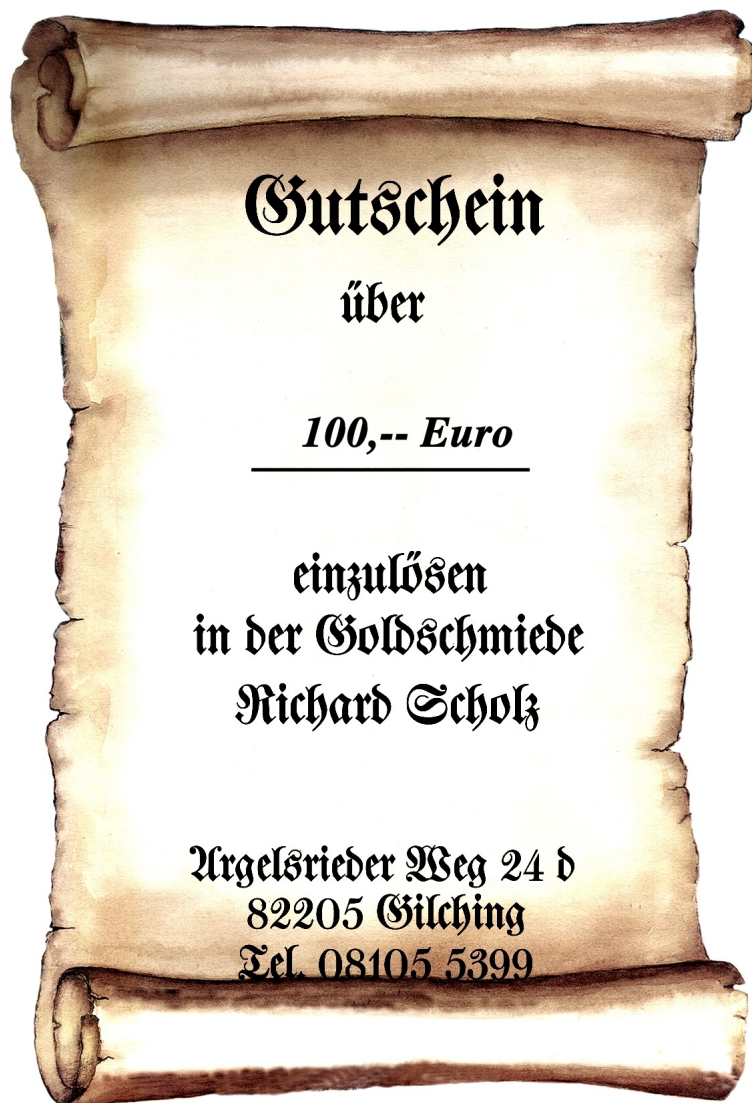 Gutschein
über
100,-- Euro
einzulösen
in der Goldschmiede
Richard Scholz
Argelsrieder Weg 24 d
82205 Gilching
Tel. 08105 5399